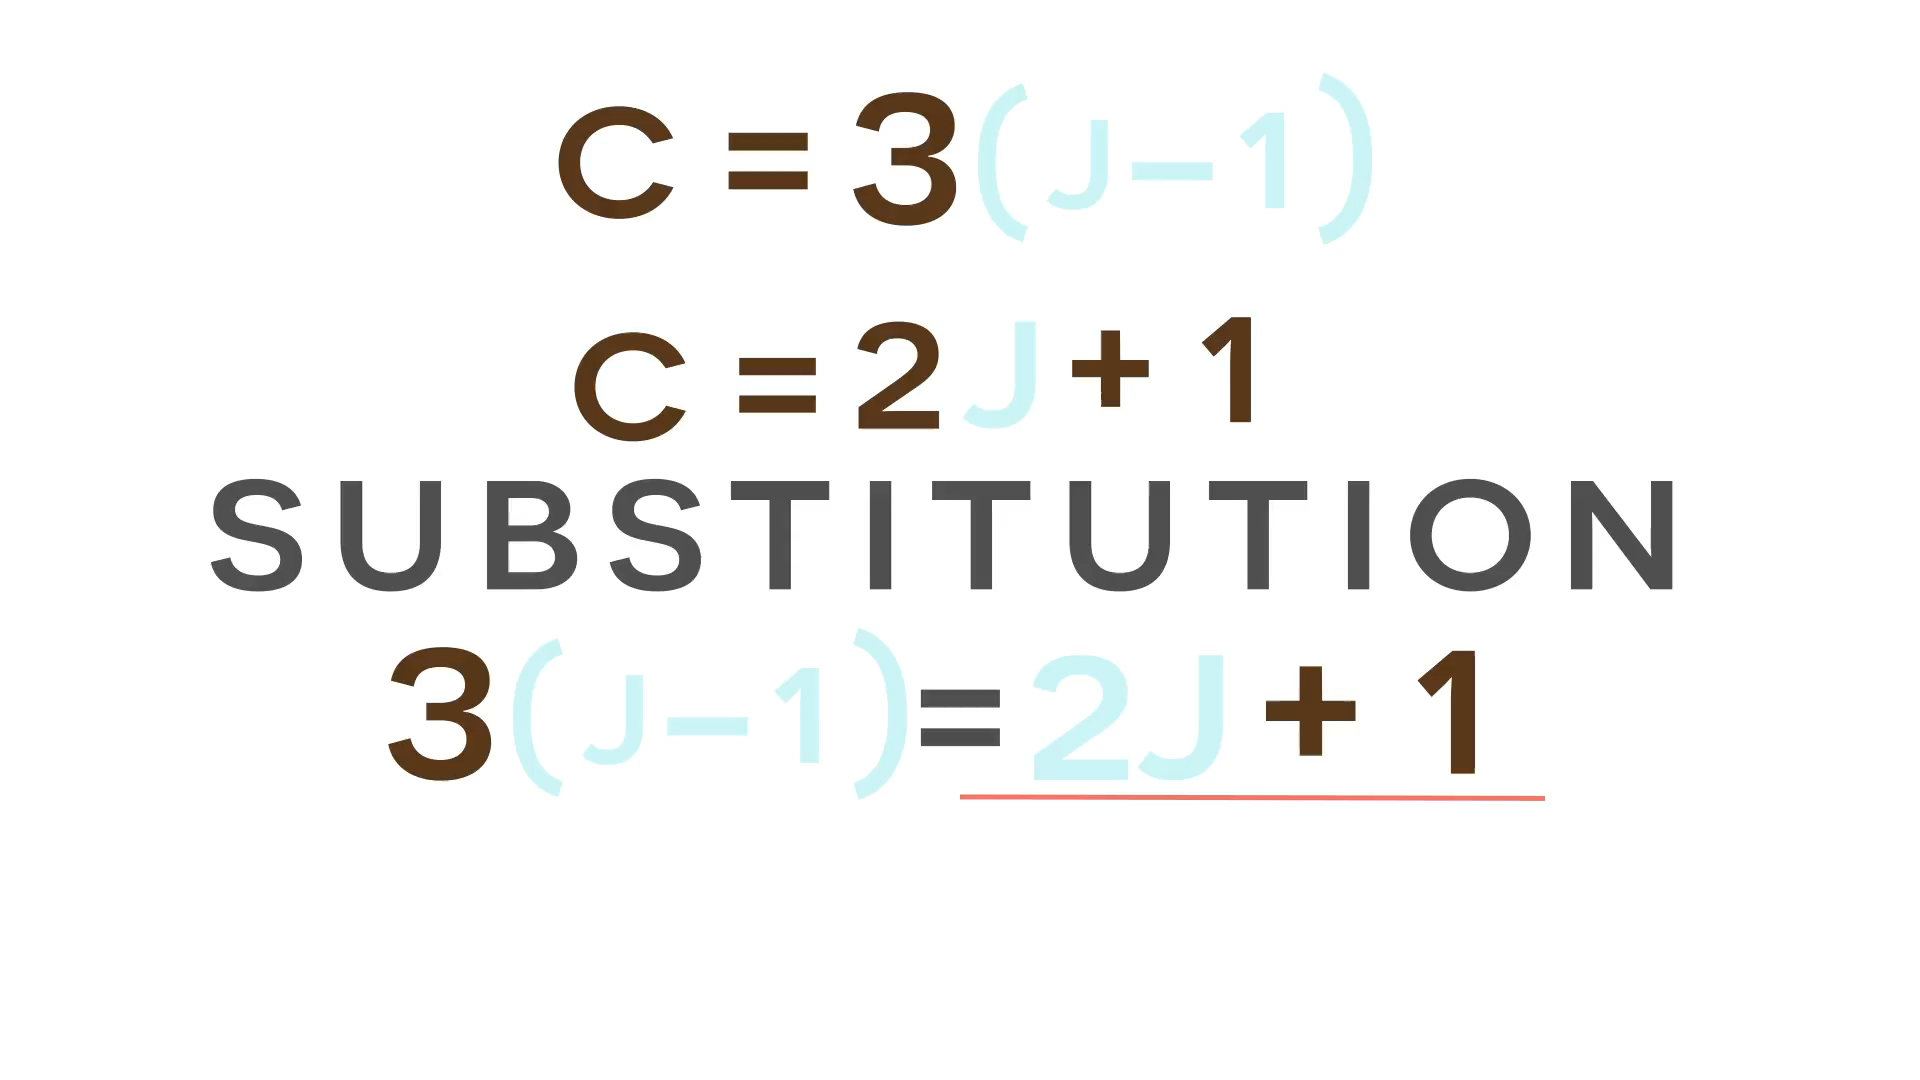 C = 3(J-1)
C = 2J + 1
SUBSTITUTION
3(J-1) = 2J + 1